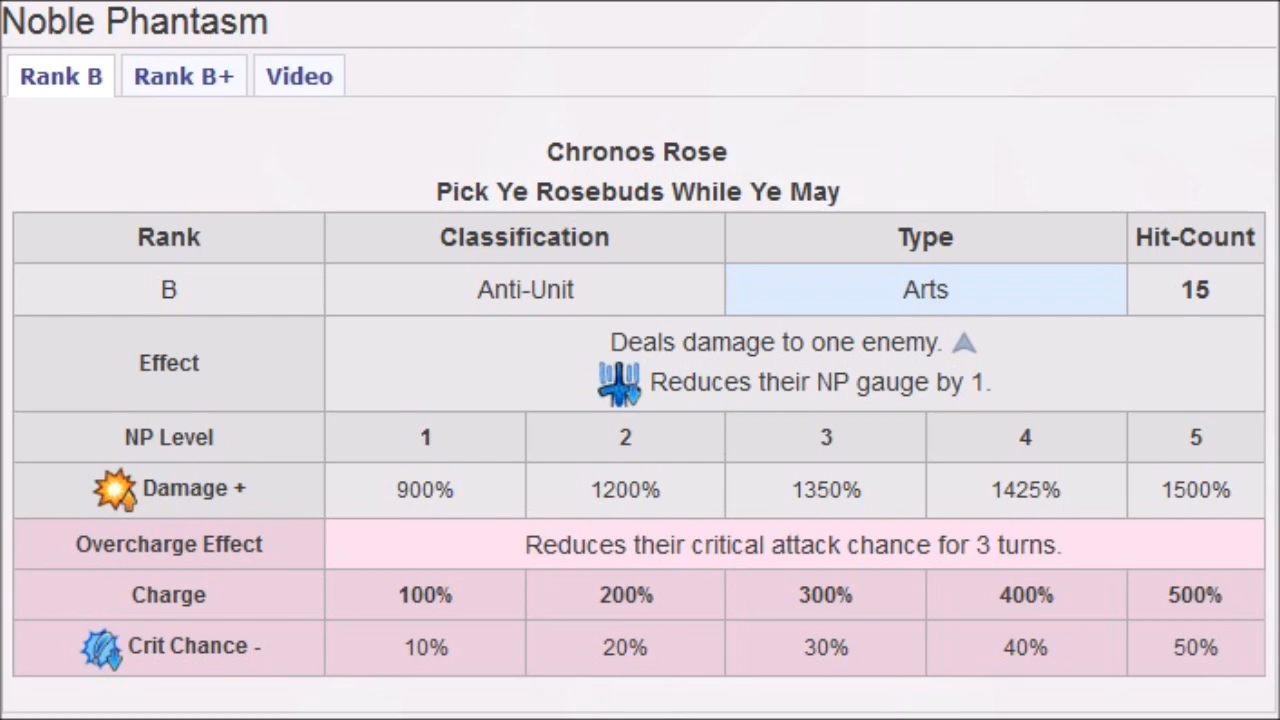 Noble Phantasm
Rank B Rank B+ Video
Chronos Rose
Pick Ye Rosebuds While Ye May
Rank Classification Type Hit-Count
B Anti-Unit Arts 15
Effect
Deals damage to one enemy.
Reduces their NP gauge by 1.
NP Level 1 2 3 4 5
Damage + 900% 1200% 1350% 1425% 1500%
Overcharge Effect Reduces their critical attack chance for 3 turns.
Charge 100% 200% 300% 400% 500%
Crit Chance - 10% 20% 30% 40% 50%